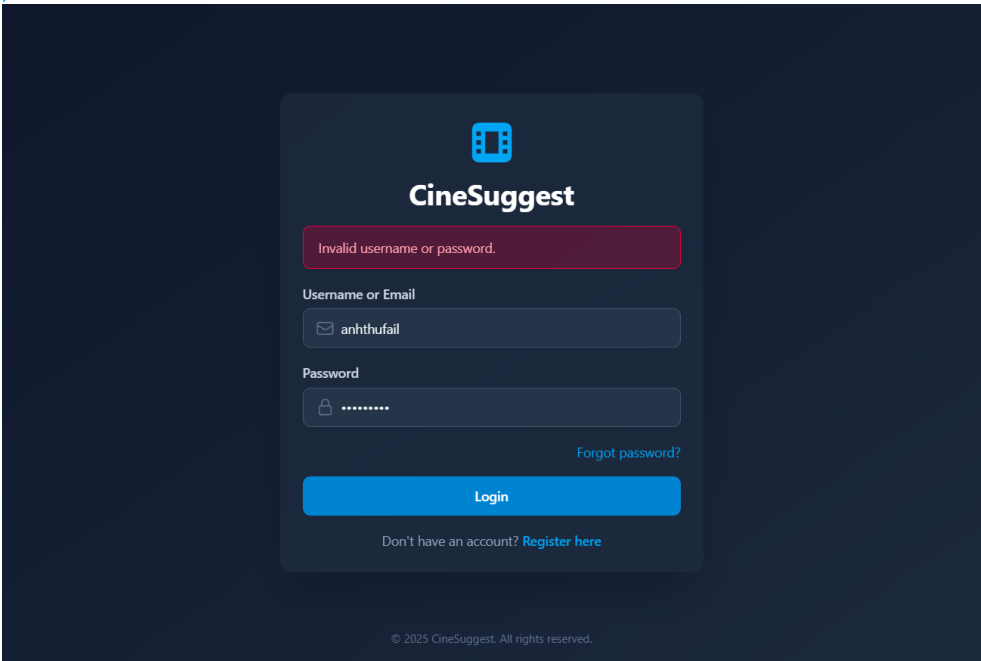 CineSuggest
Invalid username or password.
Username or Email
anhthufail
Password
•••••••••
Forgot password?
Login
Don't have an account? Register here
© 2025 CineSuggest. All rights reserved.